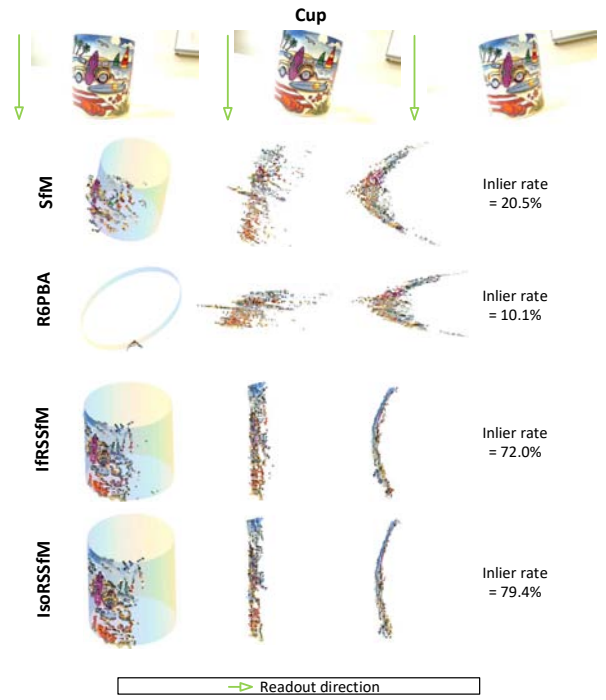 Cup
SfM
Inlier rate
= 20.5%
R6PBA
Inlier rate
= 10.1%
IfRSSfM
Inlier rate
= 72.0%
IsoRSSfM
Inlier rate
= 79.4%
Readout direction